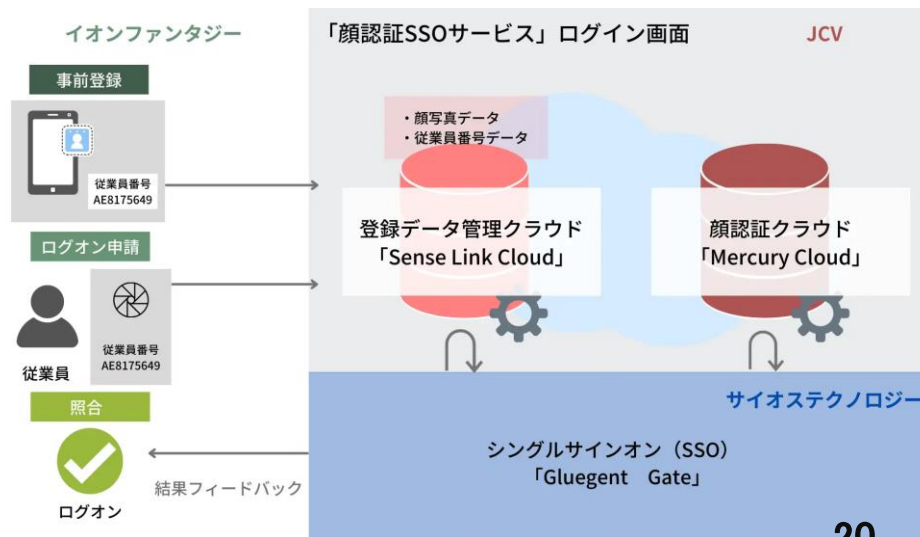 イオンファンタジー
「顔認証SSOサービス」ログイン画面
JCV
事前登録
・顔写真データ
・従業員番号データ
従業員番号
AE8175649
登録データ管理クラウド
「Sense Link Cloud」
顔認証クラウド
「Mercury Cloud」
ログオン申請
従業員番号
AE8175649
従業員
照合
サイオステクノロジー
シングルサインオン（SSO）
「Gluegent Gate」
結果フィードバック
ログオン
20